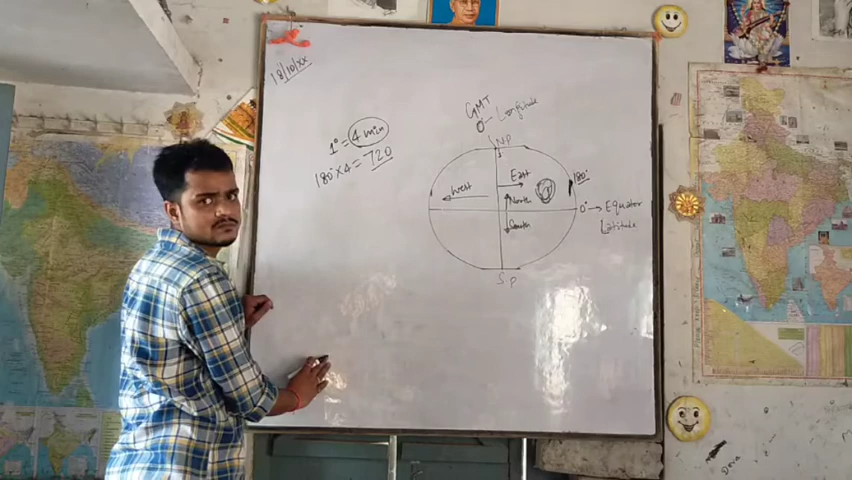 18/10/xx
GMT
0° Longitude
1° = 4 min
180° x 4 = 720
NP
East
180°
West
North
0° → Equator
South
Latitude
SP